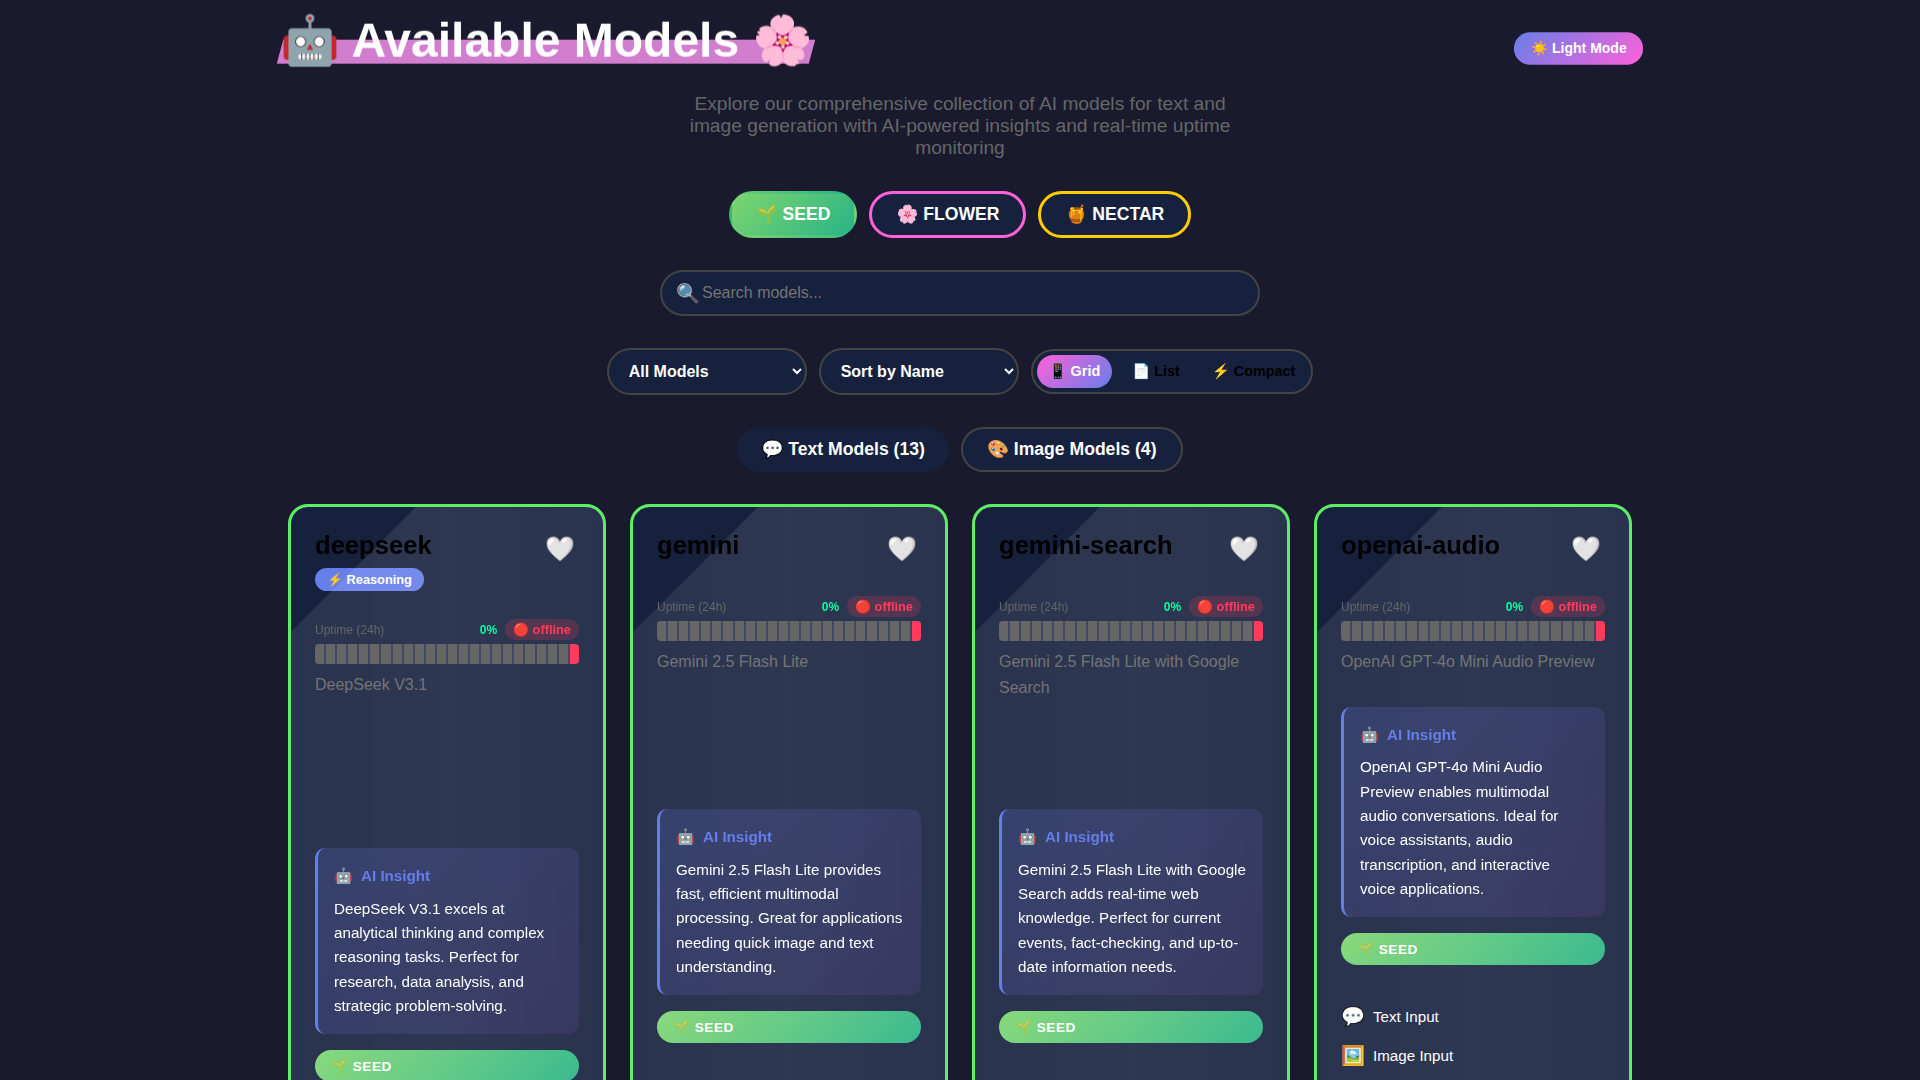 🤖 Available Models 🌸
☀️ Light Mode
Explore our comprehensive collection of AI models for text and
image generation with AI-powered insights and real-time uptime
monitoring
🌱 SEED
🌸 FLOWER
🍯 NECTAR
🔍 Search models...
All Models
Sort by Name
📱 Grid
📄 List
⚡ Compact
💬 Text Models (13)
🎨 Image Models (4)
deepseek
⚡ Reasoning
Uptime (24h) 0% 🔴 offline
DeepSeek V3.1
🤖 AI Insight
DeepSeek V3.1 excels at
analytical thinking and complex
reasoning tasks. Perfect for
research, data analysis, and
strategic problem-solving.
🌱 SEED
gemini
Uptime (24h) 0% 🔴 offline
Gemini 2.5 Flash Lite
🤖 AI Insight
Gemini 2.5 Flash Lite provides
fast, efficient multimodal
processing. Great for applications
needing quick image and text
understanding.
🌱 SEED
gemini-search
Uptime (24h) 0% 🔴 offline
Gemini 2.5 Flash Lite with Google
Search
🤖 AI Insight
Gemini 2.5 Flash Lite with Google
Search adds real-time web
knowledge. Perfect for current
events, fact-checking, and up-to-
date information needs.
🌱 SEED
openai-audio
Uptime (24h) 0% 🔴 offline
OpenAI GPT-4o Mini Audio Preview
🤖 AI Insight
OpenAI GPT-4o Mini Audio
Preview enables multimodal
audio conversations. Ideal for
voice assistants, audio
transcription, and interactive
voice applications.
🌱 SEED
💬 Text Input
🖼️ Image Input